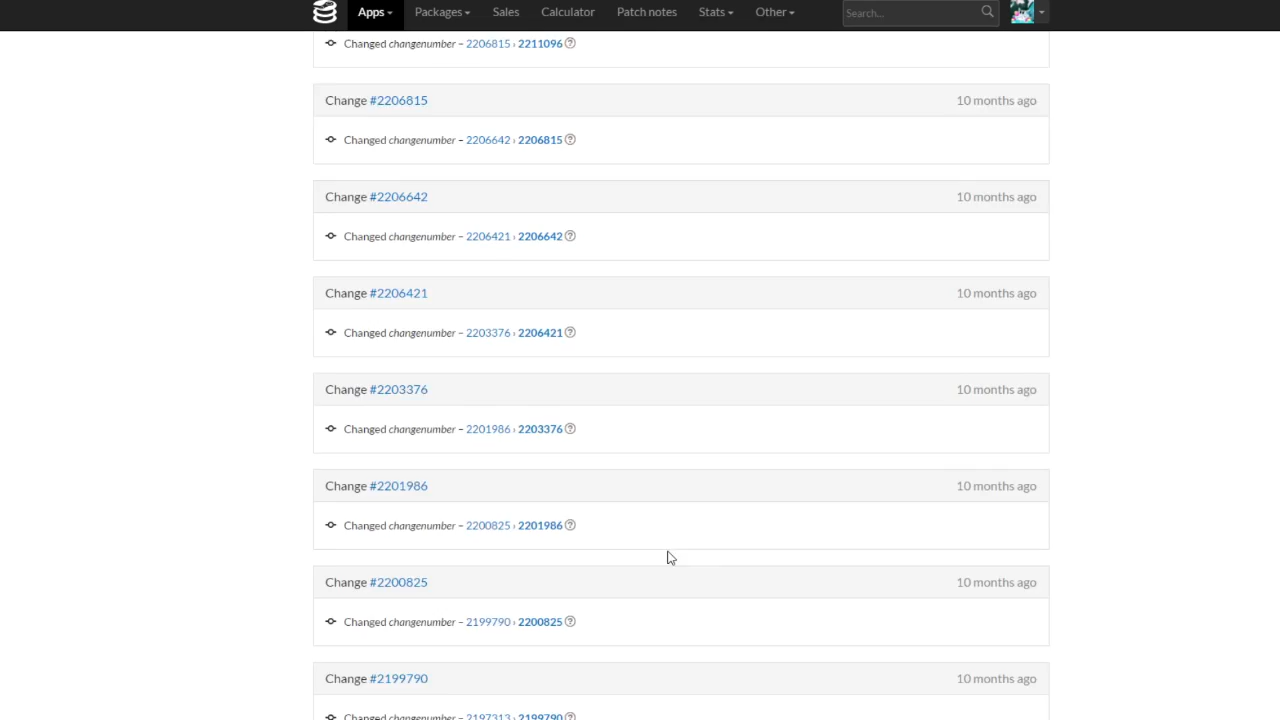 Apps Packages Sales Calculator Patch notes Stats Other Search...
Changed changenumber – 2206815 › 2211096
Change #2206815 10 months ago
Changed changenumber – 2206642 › 2206815
Change #2206642 10 months ago
Changed changenumber – 2206421 › 2206642
Change #2206421 10 months ago
Changed changenumber – 2203376 › 2206421
Change #2203376 10 months ago
Changed changenumber – 2201986 › 2203376
Change #2201986 10 months ago
Changed changenumber – 2200825 › 2201986
Change #2200825 10 months ago
Changed changenumber – 2199790 › 2200825
Change #2199790 10 months ago
Changed changenumber – 2197313 › 2199790